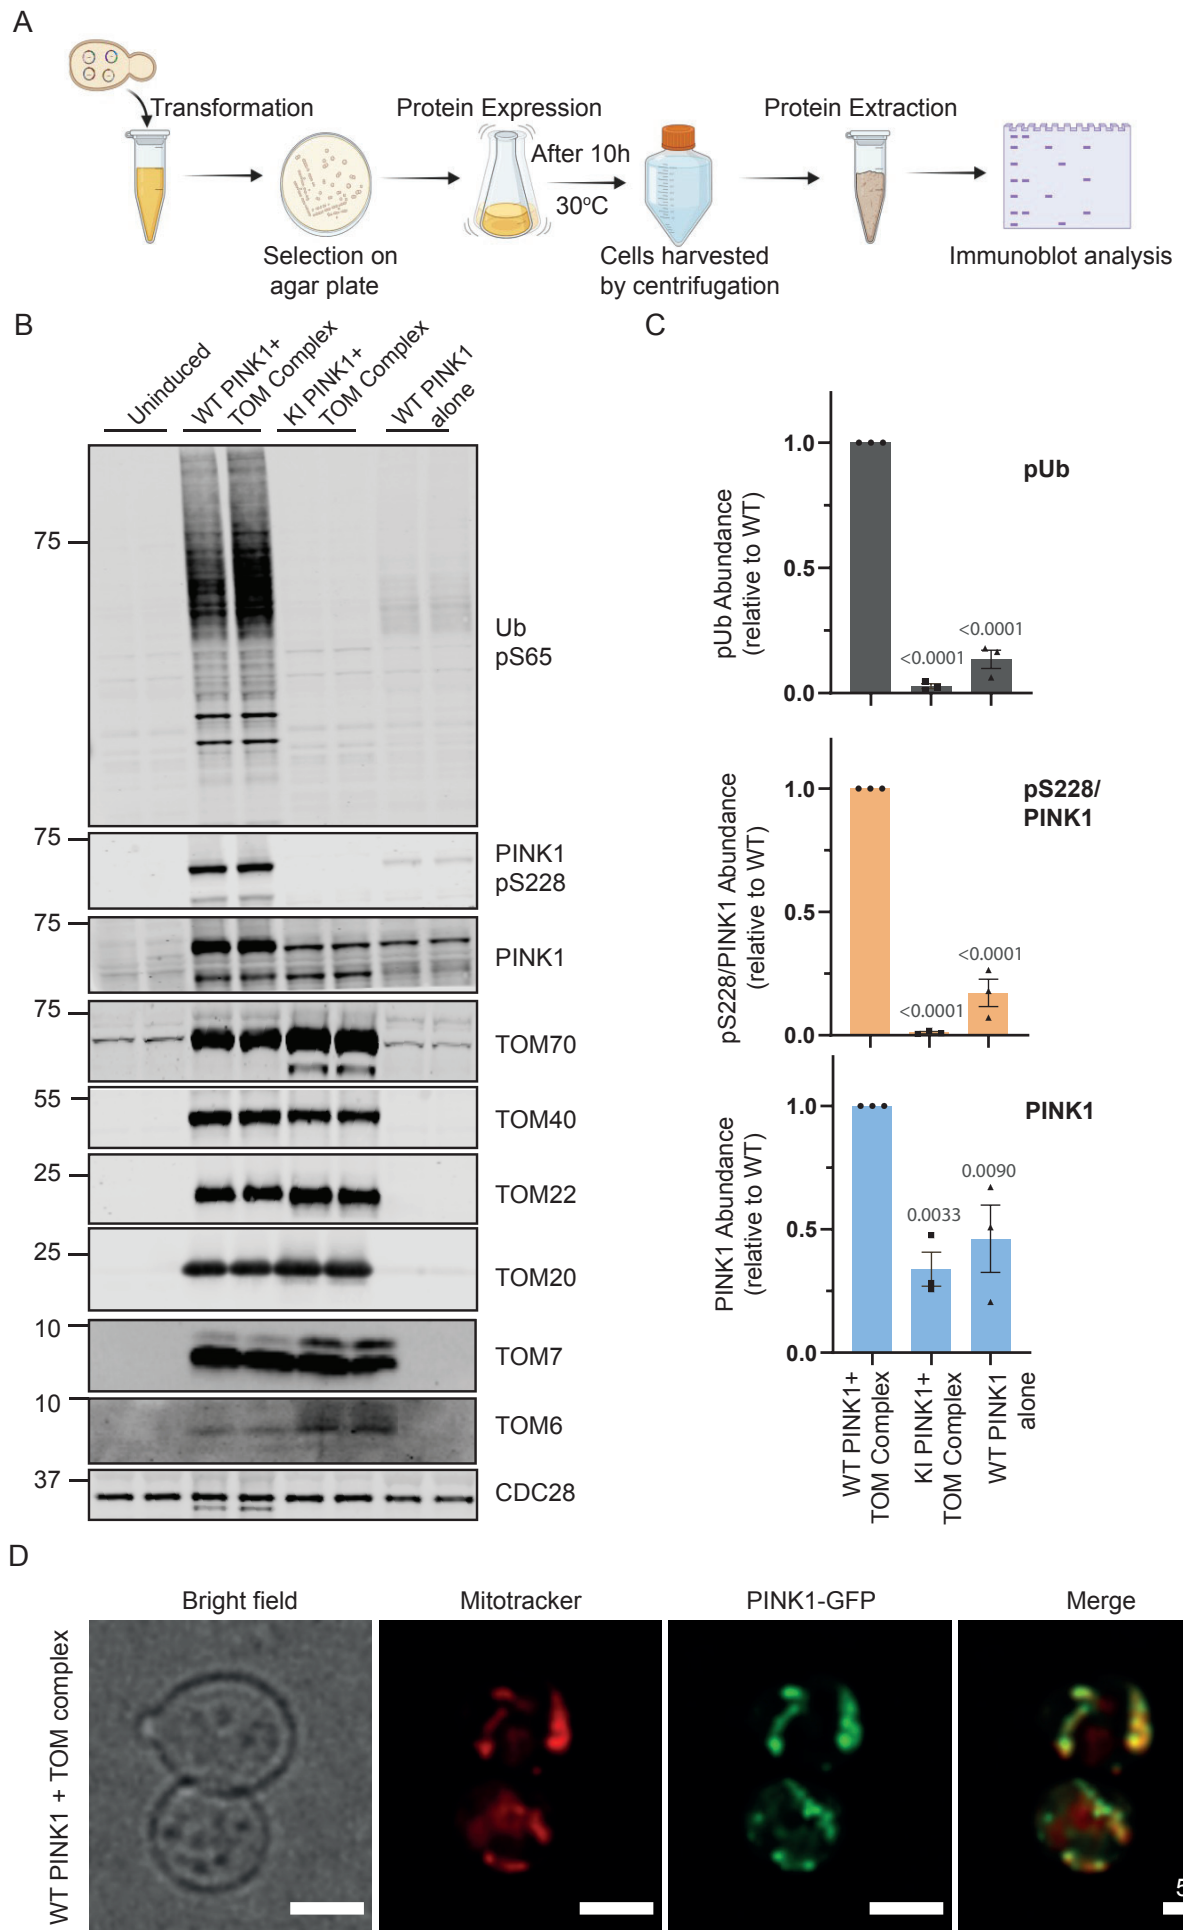 A
Transformation
Protein Expression
Protein Extraction
After 10h
30°C
Selection on
agar plate
Cells harvested
by centrifugation
Immunoblot analysis
B
Uninduced
WT PINK1+
TOM Complex
KI PINK1+
TOM Complex
WT PINK1
alone
75
Ub
pS65
75
PINK1
pS228
75
PINK1
75
TOM70
55
TOM40
25
TOM22
25
TOM20
10
TOM7
10
TOM6
37
CDC28
C
pUb Abundance
(relative to WT)
1.0
0.5
0.0
pUb
<0.0001
<0.0001
pS228/PINK1 Abundance
(relative to WT)
1.0
0.5
0.0
pS228/
PINK1
<0.0001
<0.0001
PINK1 Abundance
(relative to WT)
1.0
0.5
0.0
PINK1
0.0033
0.0090
WT PINK1+
TOM Complex
KI PINK1+
TOM Complex
WT PINK1
alone
D
Bright field
Mitotracker
PINK1-GFP
Merge
WT PINK1 + TOM complex
5